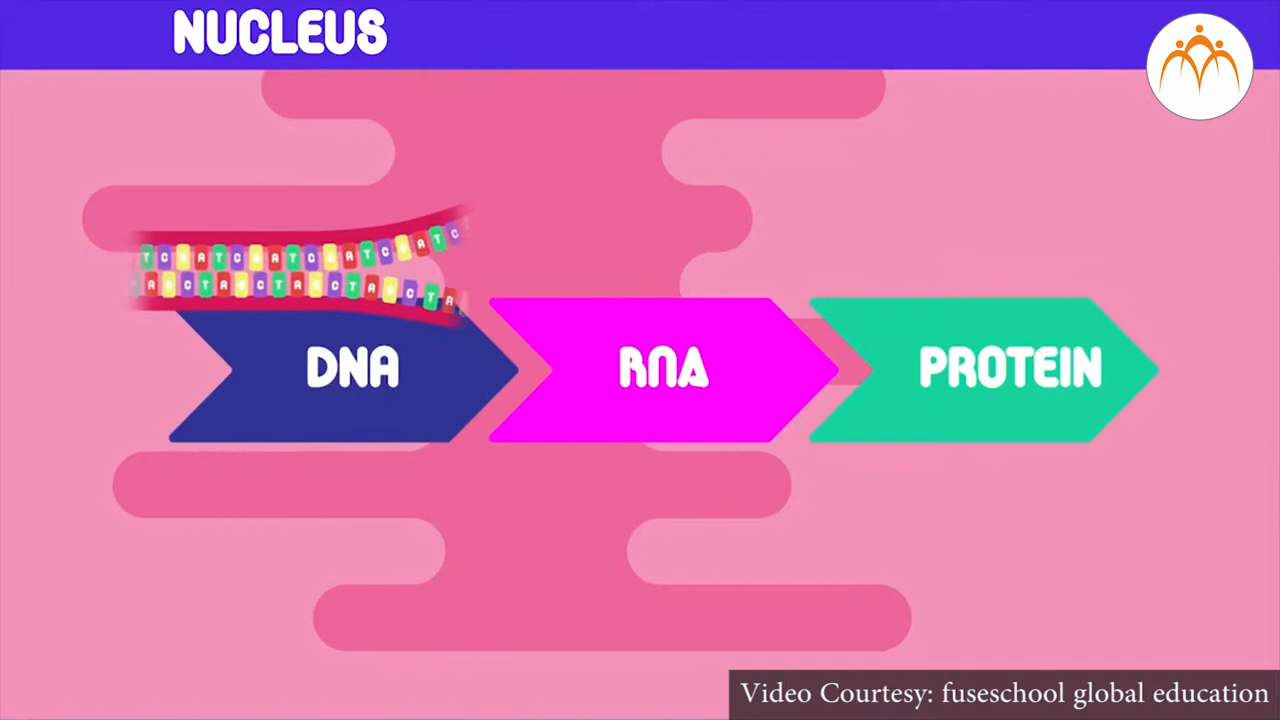 NUCLEUS
DNA
RNA
PROTEIN
Video Courtesy: fuseschool global education